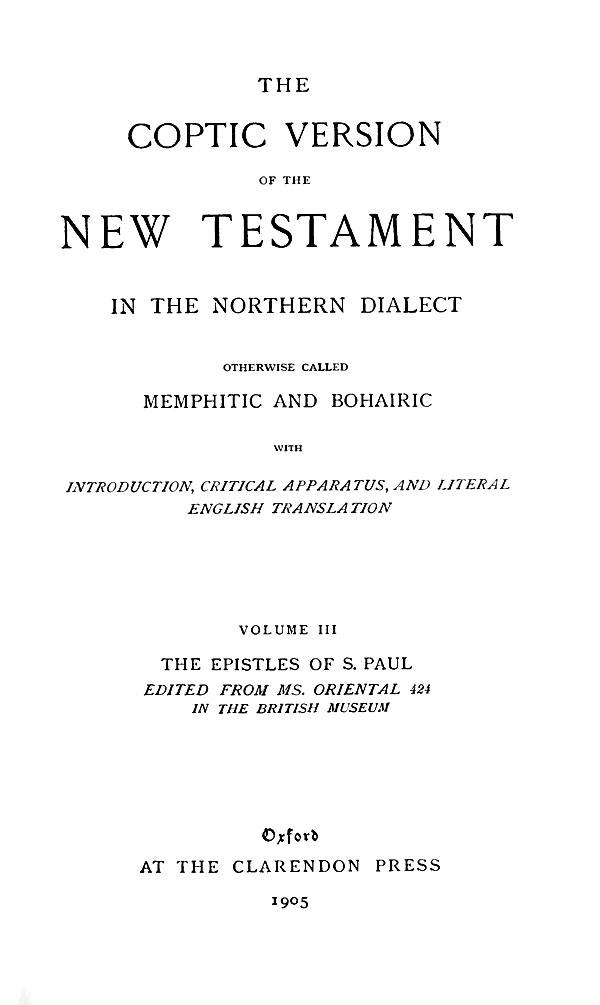 THE
COPTIC VERSION
OF THE
NEW TESTAMENT
IN THE NORTHERN DIALECT
OTHERWISE CALLED
MEMPHITIC AND BOHAIRIC
WITH
INTRODUCTION, CRITICAL APPARATUS, AND LITERAL
ENGLISH TRANSLATION
VOLUME III
THE EPISTLES OF S. PAUL
EDITED FROM MS. ORIENTAL 424
IN THE BRITISH MUSEUM
Oxford
AT THE CLARENDON PRESS
1905